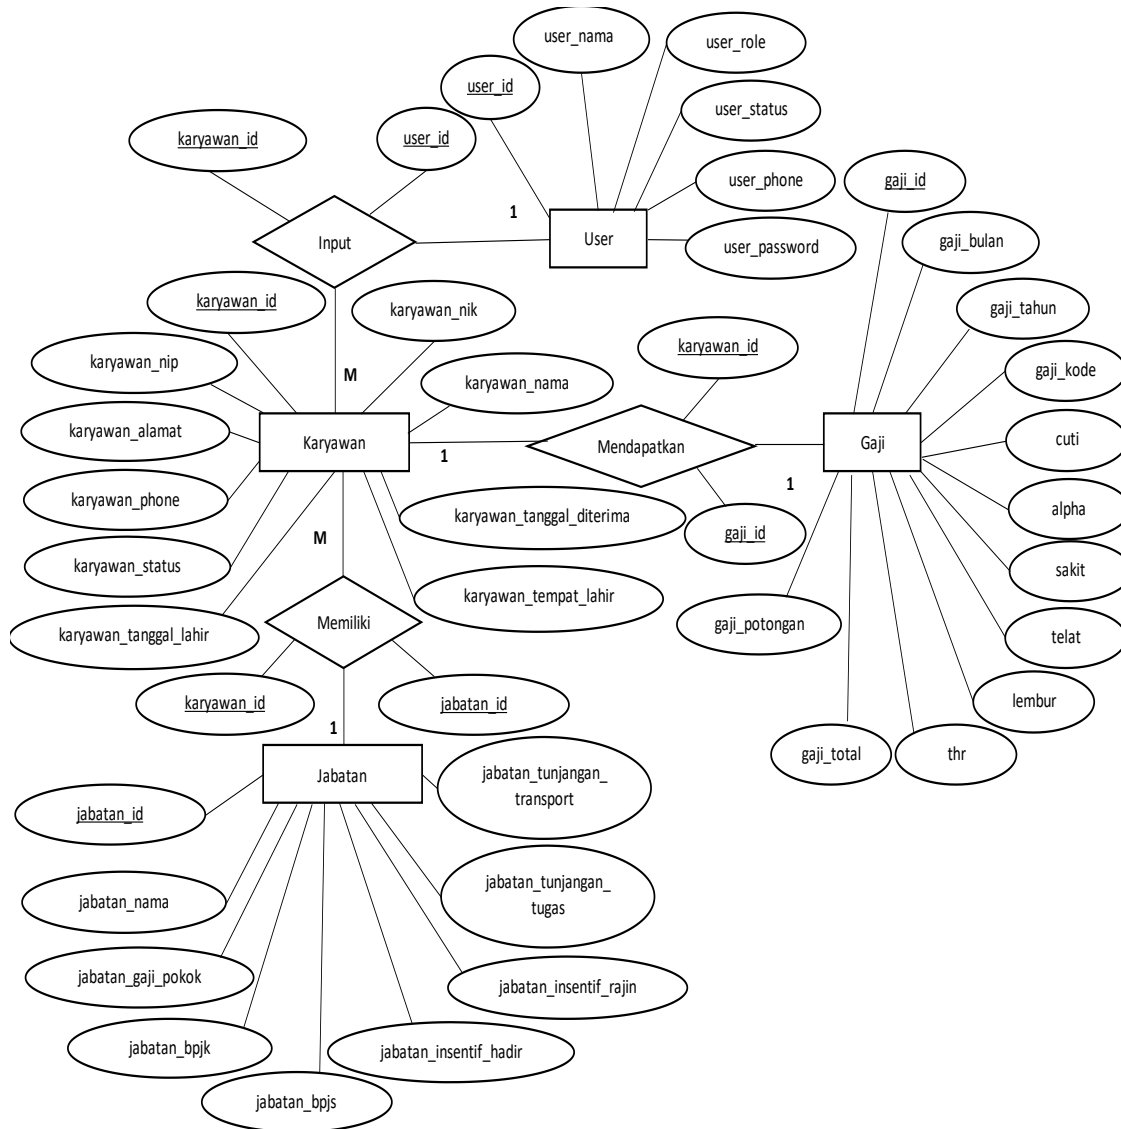 user_nama
user_role
user_id
user_status
karyawan_id
user_id
user_phone
gaji_id
1
Input
User
user_password
gaji_bulan
karyawan_id
karyawan_nik
gaji_tahun
karyawan_id
karyawan_nip
M
karyawan_nama
gaji_kode
karyawan_alamat
Karyawan
1
Mendapatkan
Gaji
cuti
1
karyawan_phone
karyawan_tanggal_diterima
gaji_id
alpha
M
karyawan_status
karyawan_tempat_lahir
sakit
karyawan_tanggal_lahir
Memiliki
gaji_potongan
telat
karyawan_id
jabatan_id
lembur
1
gaji_total
thr
Jabatan
jabatan_tunjangan_
transport
jabatan_id
jabatan_nama
jabatan_tunjangan_
tugas
jabatan_gaji_pokok
jabatan_insentif_rajin
jabatan_bpjk
jabatan_insentif_hadir
jabatan_bpjs